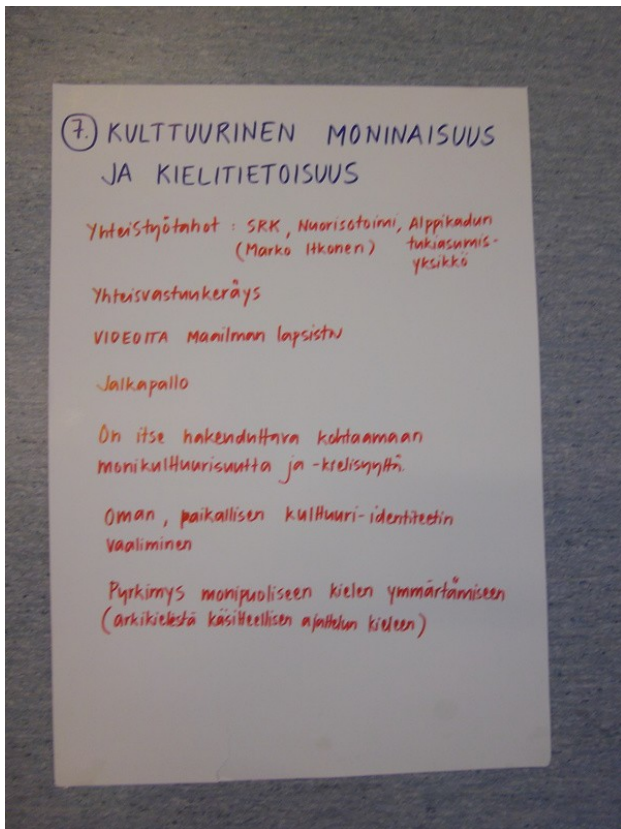 7. KULTTUURINEN MONINAISUUS
JA KIELITIETOISUUS
Yhteistyötahot : SRK, Nuorisotoimi, Alppikadun
(Marko Itkonen) tukiasumis-
yksikkö
Yhteisvastuukeräys
VIDEOITA Maailman lapsista
Jalkapallo
On itse hakeuduttava kohtaamaan
monikulttuurisuutta ja -kielisyyttä.
Oman, paikallisen kulttuuri-identiteetin
vaaliminen
Pyrkimys monipuoliseen kielen ymmärtämiseen
(arkikielestä käsitteellisen ajattelun kieleen)